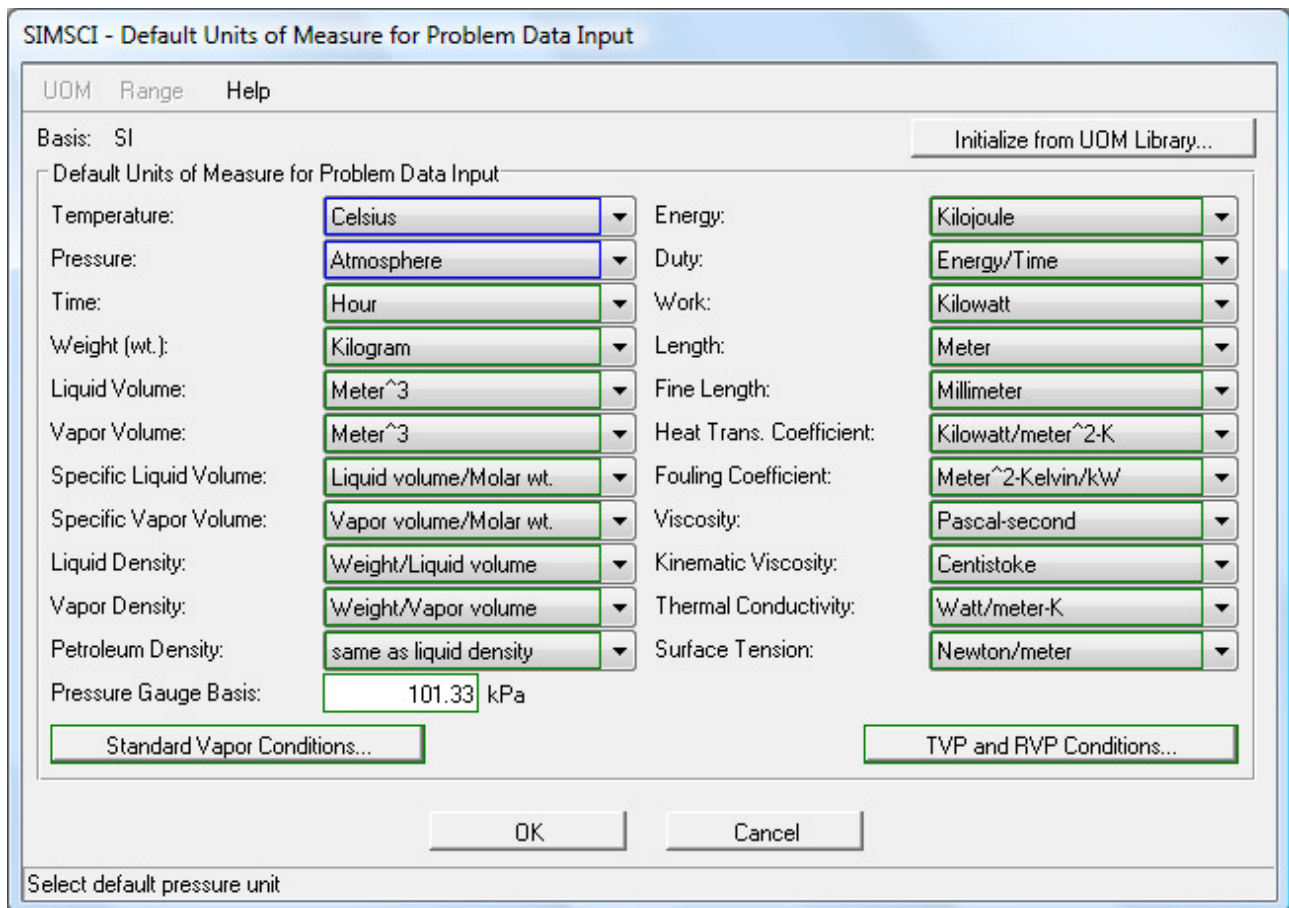 SIMSCI - Default Units of Measure for Problem Data Input
UOM Range Help
Basis: SI Initialize from UOM Library...
Default Units of Measure for Problem Data Input
Temperature: Celsius Energy: Kilojoule
Pressure: Atmosphere Duty: Energy/Time
Time: Hour Work: Kilowatt
Weight (wt.): Kilogram Length: Meter
Liquid Volume: Meter^3 Fine Length: Millimeter
Vapor Volume: Meter^3 Heat Trans. Coefficient: Kilowatt/meter^2-K
Specific Liquid Volume: Liquid volume/Molar wt. Fouling Coefficient: Meter^2-Kelvin/kW
Specific Vapor Volume: Vapor volume/Molar wt. Viscosity: Pascal-second
Liquid Density: Weight/Liquid volume Kinematic Viscosity: Centistoke
Vapor Density: Weight/Vapor volume Thermal Conductivity: Watt/meter-K
Petroleum Density: same as liquid density Surface Tension: Newton/meter
Pressure Gauge Basis: 101.33 kPa
Standard Vapor Conditions... TVP and RVP Conditions...
OK Cancel
Select default pressure unit